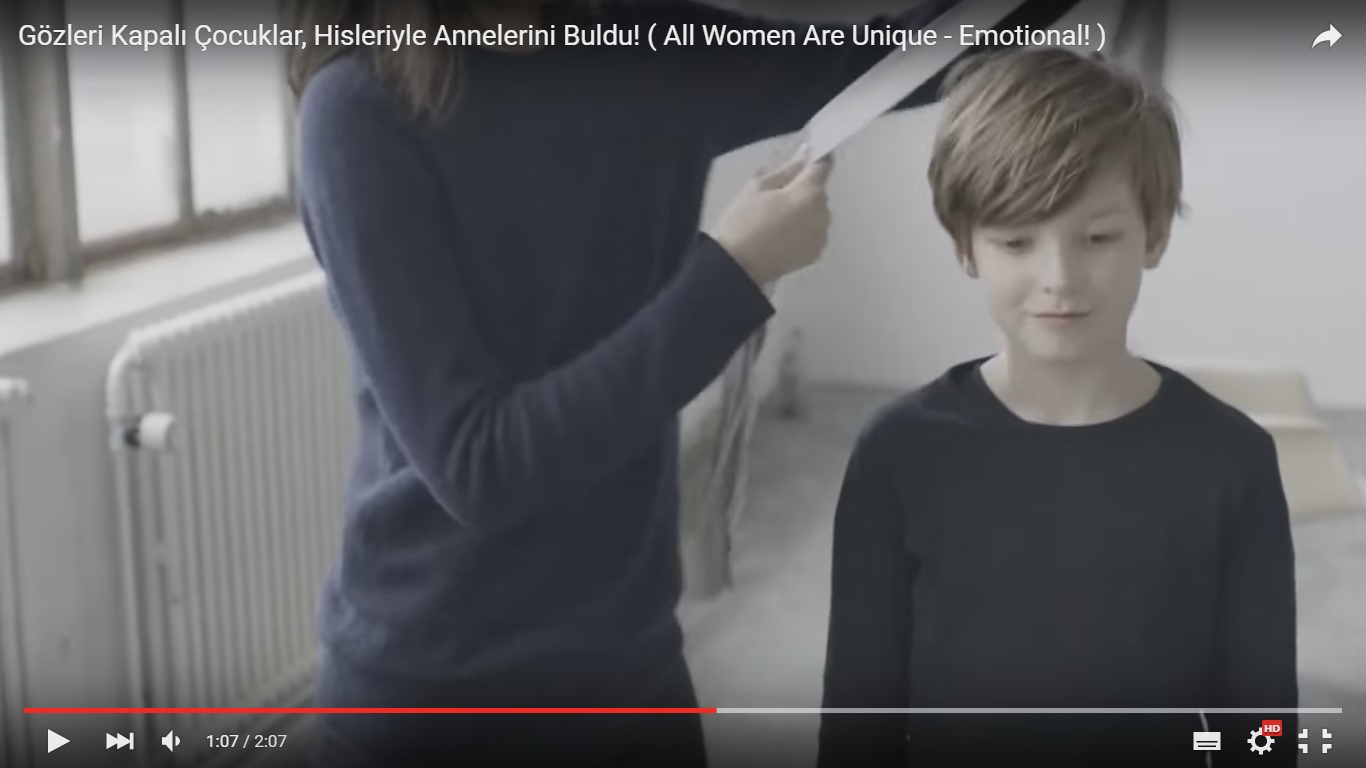 Gözleri Kapalı Çocuklar, Hisleriyle Annelerini Buldu! ( All Women Are Unique - Emotional! )
HD
1:07 / 2:07